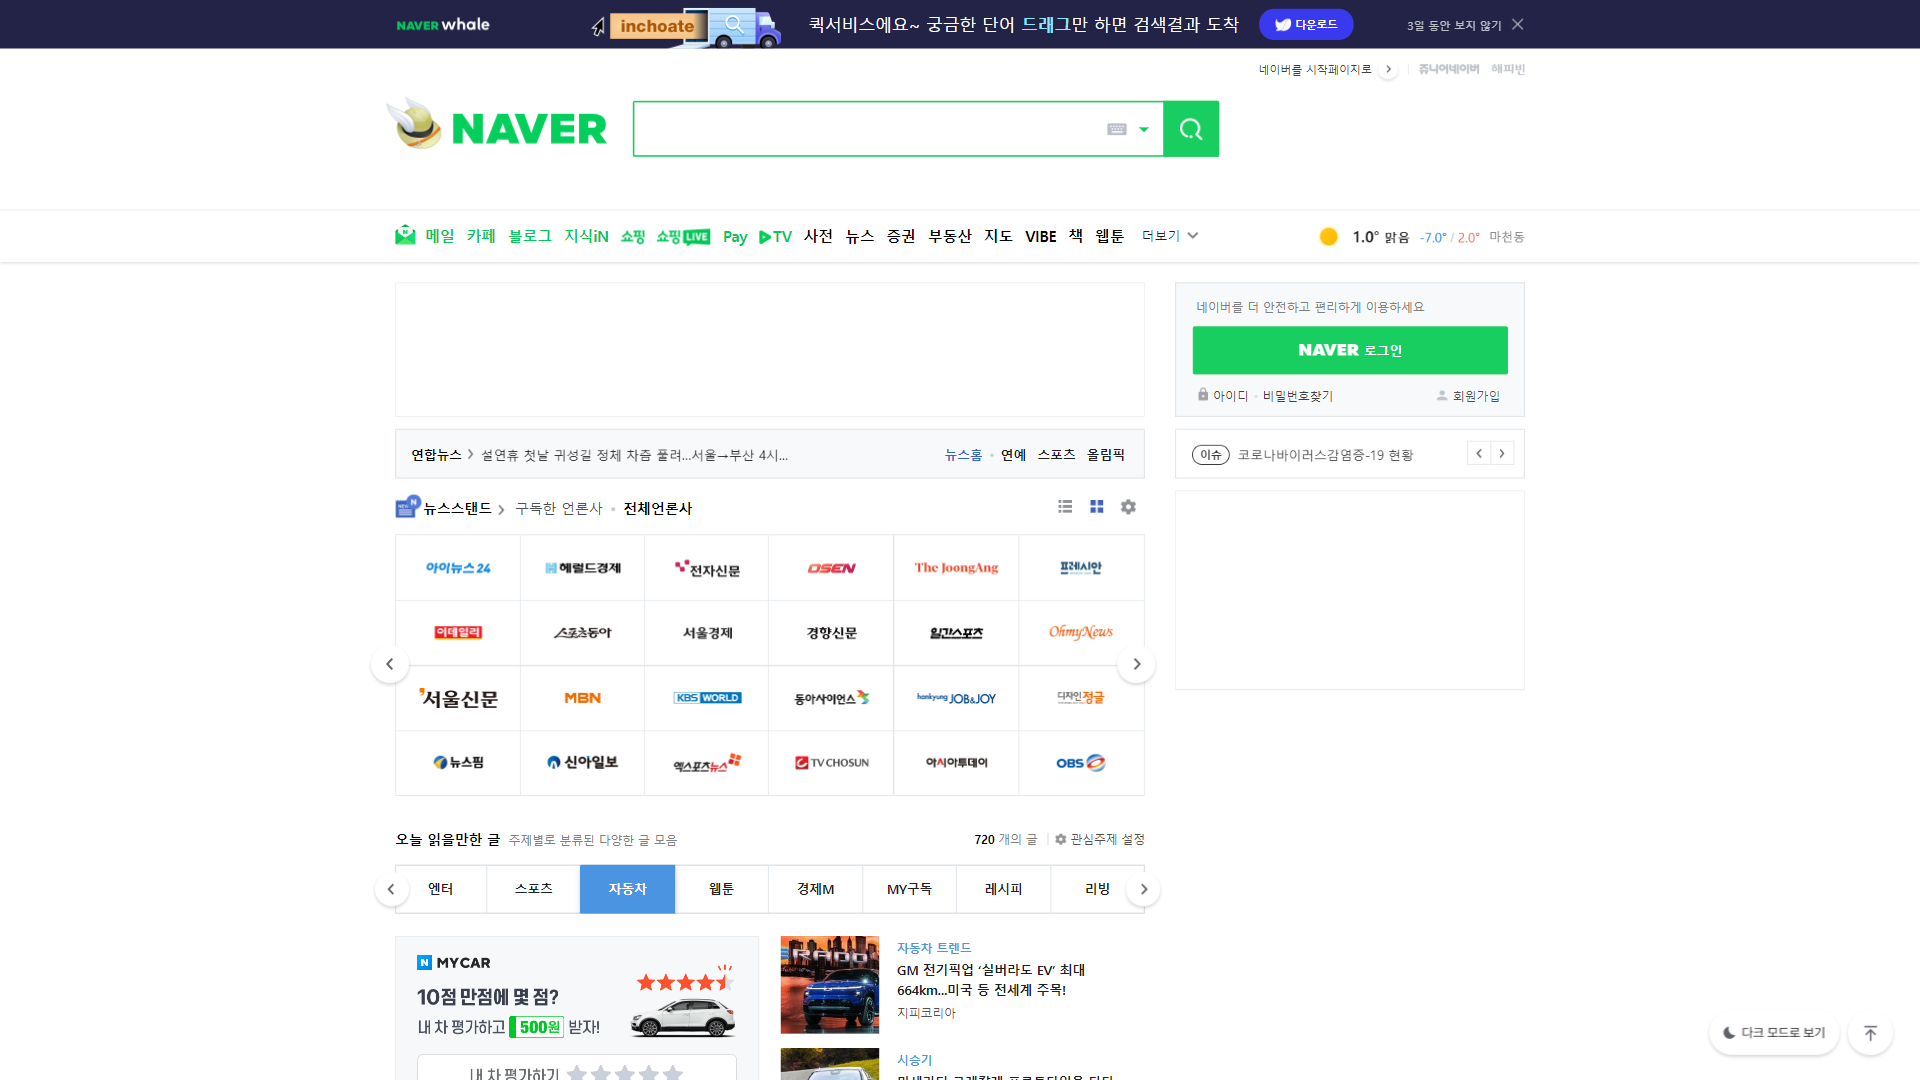 NAVER whale
inchoate
퀵서비스에요~ 궁금한 단어 드래그만 하면 검색결과 도착
다운로드
3일 동안 보지 않기
네이버를 시작페이지로
쥬니어네이버
해피빈
NAVER
메일 카페 블로그 지식iN 쇼핑 쇼핑LIVE Pay TV 사전 뉴스 증권 부동산 지도 VIBE 책 웹툰 더보기
1.0° 맑음 -7.0° / 2.0° 마천동
네이버를 더 안전하고 편리하게 이용하세요
NAVER 로그인
아이디 · 비밀번호찾기
회원가입
연합뉴스 설연휴 첫날 귀성길 정체 차츰 풀려...서울→부산 4시...
뉴스홈 · 연예 스포츠 올림픽
이슈 코로나바이러스감염증-19 현황
NEW N
뉴스스탠드 구독한 언론사 · 전체언론사
아이뉴스24 헤럴드경제 전자신문 OSEN The JoongAng 프레시안
이데일리 스포츠동아 서울경제 경향신문 일간스포츠 OhmyNews
서울신문 MBN KBS WORLD 동아사이언스 hankyung JOB&JOY 디자인정글
뉴스핌 신아일보 엑스포츠뉴스 TV CHOSUN 아시아투데이 OBS
오늘 읽을만한 글 주제별로 분류된 다양한 글 모음
720 개의 글
관심주제 설정
엔터 스포츠 자동차 웹툰 경제M MY구독 레시피 리빙
N MYCAR
10점 만점에 몇 점?
내 차 평가하고 500원 받자!
내 차 평가하기
자동차 트렌드
GM 전기픽업 ‘실버라도 EV’ 최대
664km...미국 등 전세계 주목!
지피코리아
시승기
다크 모드로 보기